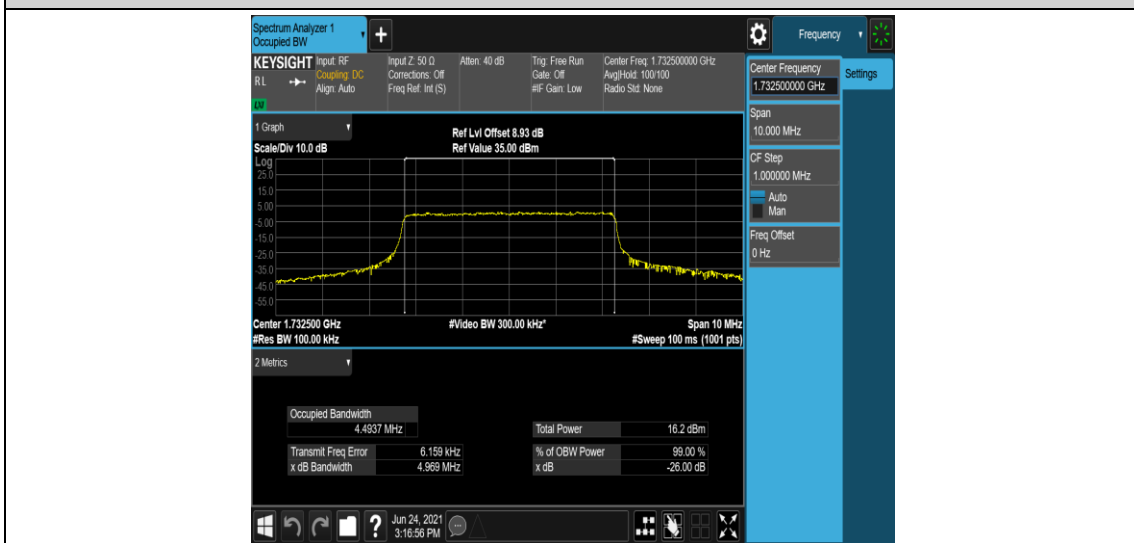 Spectrum Analyzer 1
Occupied BW
Frequency
KEYSIGHT
RL
LXI
Input: RF
Coupling: DC
Align: Auto
Input Z: 50 Ω
Corrections: Off
Freq Ref: Int (S)
Atten: 40 dB
Trig: Free Run
Gate: Off
#IF Gain: Low
Center Freq: 1.732500000 GHz
Avg|Hold: 100/100
Radio Std: None
Center Frequency
1.732500000 GHz
Settings
Span
10.000 MHz
CF Step
1.000000 MHz
Auto
Man
Freq Offset
0 Hz
1 Graph
Scale/Div 10.0 dB
Ref Lvl Offset 8.93 dB
Ref Value 35.00 dBm
Log
25.0
15.0
5.00
-5.00
-15.0
-25.0
-35.0
-45.0
-55.0
Center 1.732500 GHz
#Video BW 300.00 kHz*
Span 10 MHz
#Res BW 100.00 kHz
#Sweep 100 ms (1001 pts)
2 Metrics
Occupied Bandwidth
4.4937 MHz
Total Power 16.2 dBm
Transmit Freq Error 6.159 kHz
% of OBW Power 99.00 %
x dB Bandwidth 4.969 MHz
x dB -26.00 dB
?
Jun 24, 2021
3:16:56 PM